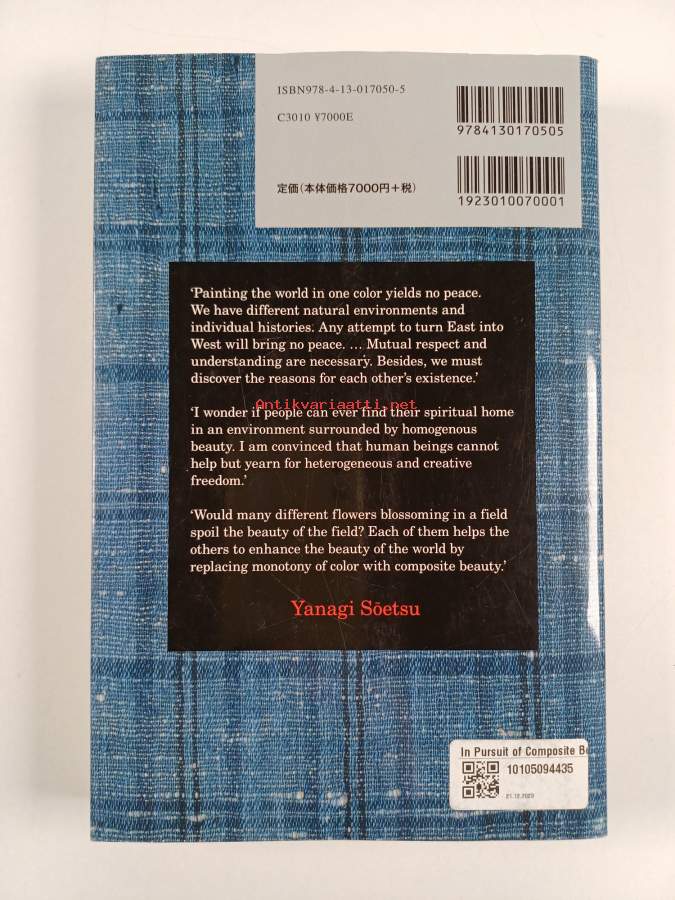 ISBN978-4-13-017050-5
C3010 ¥7000E
9784130170505
定価(本体価格7000円+税)
1923010070001
‘Painting the world in one color yields no peace.
We have different natural environments and
individual histories. Any attempt to turn East into
West will bring no peace. … Mutual respect and
understanding are necessary. Besides, we must
discover the reasons for each other’s existence.’
Antikvariaatti.net
‘I wonder if people can ever find their spiritual home
in an environment surrounded by homogenous
beauty. I am convinced that human beings cannot
help but yearn for heterogeneous and creative
freedom.’
‘Would many different flowers blossoming in a field
spoil the beauty of the field? Each of them helps the
others to enhance the beauty of the world by
replacing monotony of color with composite beauty.’
Yanagi Sōetsu
In Pursuit of Composite Be
10105094435
21.12.2023